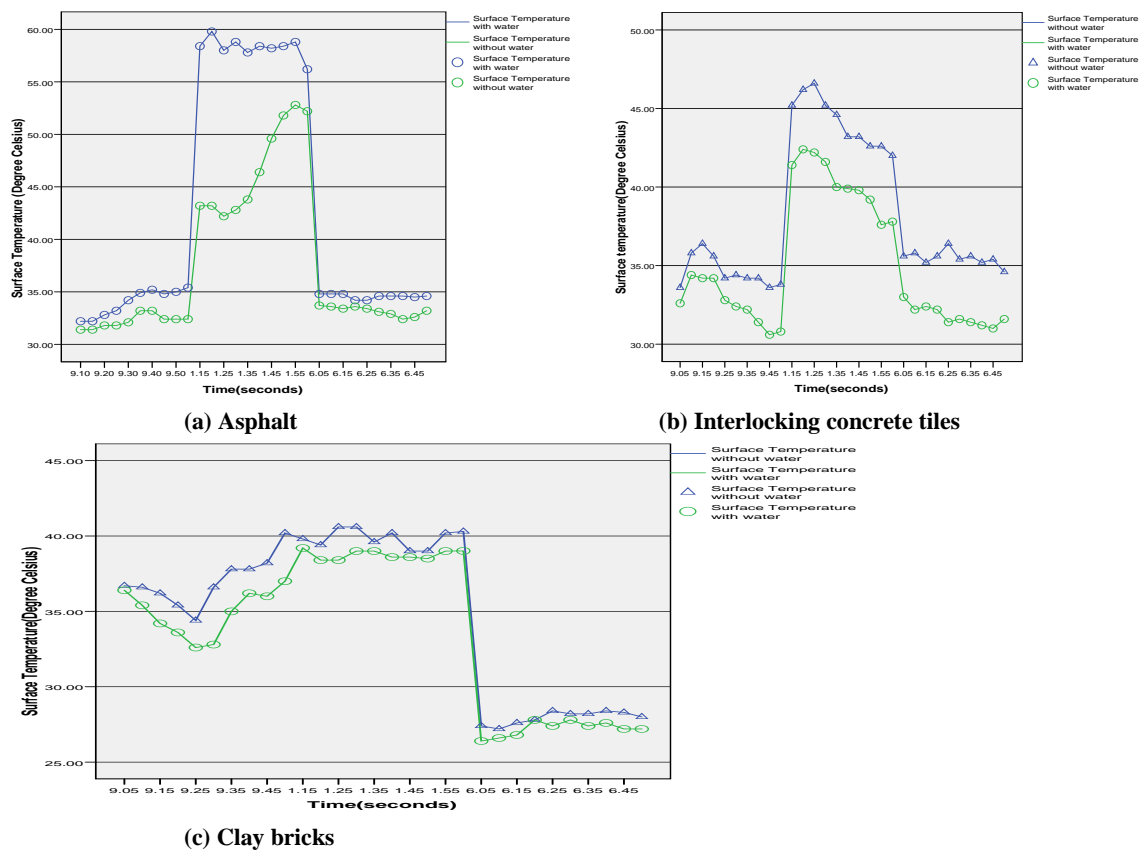 60.00
55.00
50.00
45.00
40.00
35.00
30.00
Surface Temperature (Degree Celsius)
9.10 9.20 9.30 9.40 9.50 1.15 1.25 1.35 1.45 1.55 6.05 6.15 6.25 6.35 6.45
Time(seconds)
Surface Temperature
with water
Surface Temperature
without water
Surface Temperature
with water
Surface Temperature
without water
(a) Asphalt
50.00
45.00
40.00
35.00
30.00
Surface temperature(Degree Celsius)
9.05 9.15 9.25 9.35 9.45 1.15 1.25 1.35 1.45 1.55 6.05 6.15 6.25 6.35 6.45
Time(seconds)
Surface Temperature
without water
Surface Temperature
with water
Surface Temperature
without water
Surface Temperature
with water
(b) Interlocking concrete tiles
45.00
40.00
35.00
30.00
25.00
Surface Temperature(Degree Celsius)
9.05 9.15 9.25 9.35 9.45 1.15 1.25 1.35 1.45 1.55 6.05 6.15 6.25 6.35 6.45
Time(seconds)
Surface Temperature
without water
Surface Temperature
with water
Surface Temperature
without water
Surface Temperature
with water
(c) Clay bricks